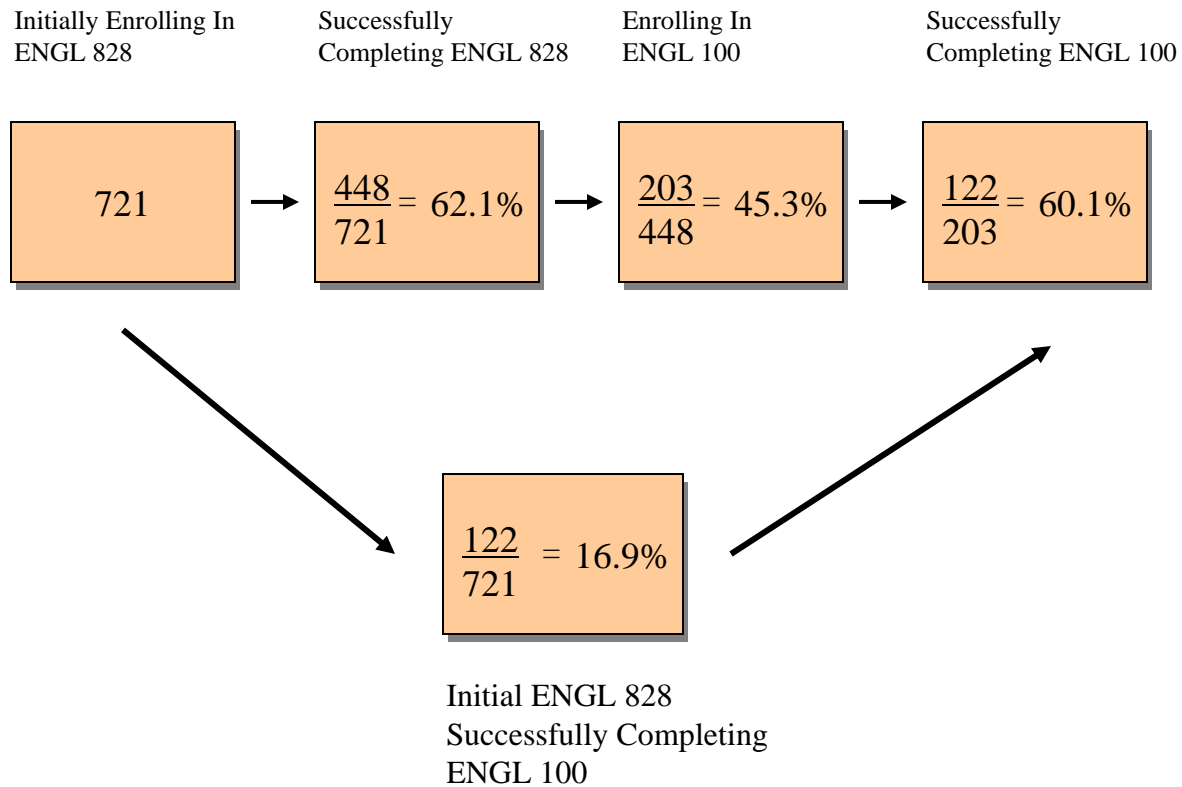 Initially Enrolling In
ENGL 828
Successfully
Completing ENGL 828
Enrolling In
ENGL 100
Successfully
Completing ENGL 100
721
448
721
= 62.1%
203
448
= 45.3%
122
203
= 60.1%
122
721
= 16.9%
Initial ENGL 828
Successfully Completing
ENGL 100